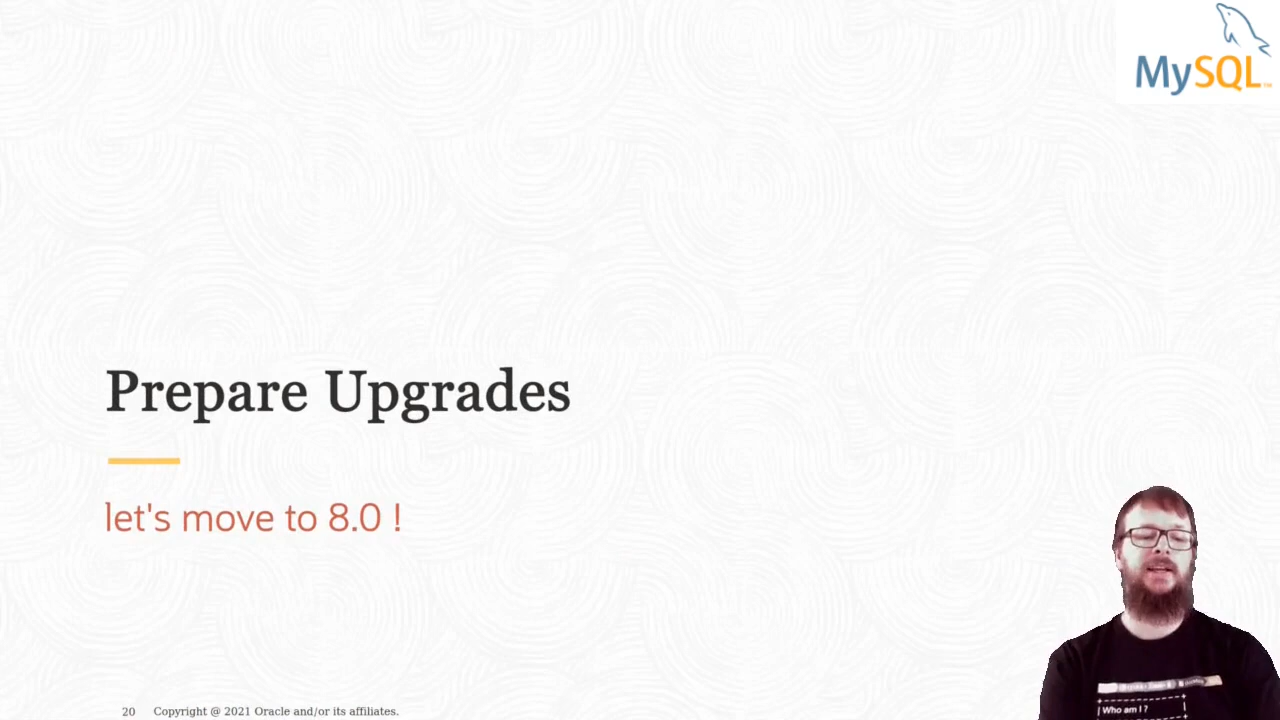 MySQL
Prepare Upgrades
let's move to 8.0 !
Who am I ?
20 Copyright @ 2021 Oracle and/or its affiliates.